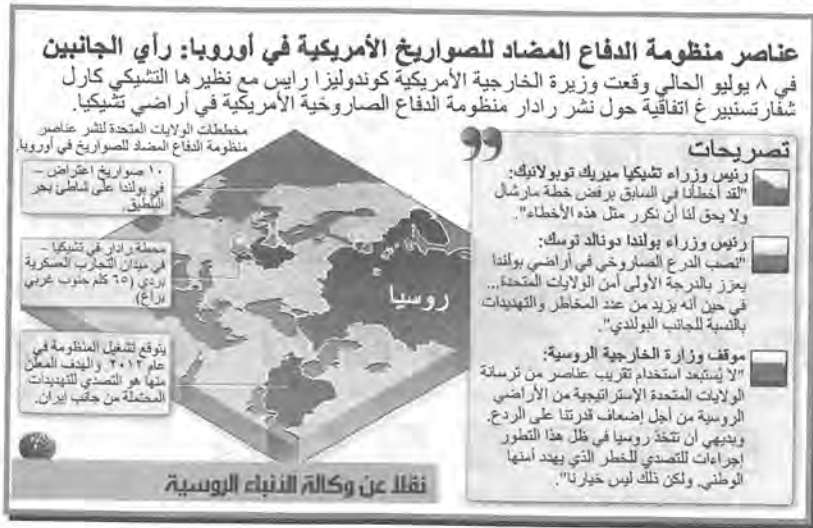 عناصر منظومة الدفاع المضاد للصواريخ الأمريكية في أوروبا: رأي الجانبين
في ٨ يوليو الحالي وقعت وزيرة الخارجية الأمريكية كوندوليزا رايس مع نظيرها التشيكي كارل
شفارتسنبيرغ اتفاقية حول نشر رادار منظومة الدفاع الصاروخية الأمريكية في أراضي تشيكيا.
تصريحات
رئيس وزراء تشيكيا ميريك توبولانيك:
"لقد أخطأنا في السابق برفض خطة مارشال
ولا يحق لنا أن نكرر مثل هذه الأخطاء".
رئيس وزراء بولندا دونالد توسك:
"نصب الدرع الصاروخي في أراضي بولندا
يعزز بالدرجة الأولى أمن الولايات المتحدة...
في حين أنه يزيد من عدد المخاطر والتهديدات
بالنسبة للجانب البولندي".
موقف وزارة الخارجية الروسية:
"لا يُستبعد استخدام تقريب عناصر من ترسانة
الولايات المتحدة الإستراتيجية من الأراضي
الروسية من أجل إضعاف قدرتنا على الردع.
وبديهي أن تتخذ روسيا في ظل هذا التطور
إجراءات للتصدي للخطر الذي يهدد أمنها
الوطني. ولكن ذلك ليس خيارنا".
مخططات الولايات المتحدة لنشر عناصر
منظومة الدفاع المضاد للصواريخ في أوروبا.
١٠ صواريخ اعتراض –
في بولندا على شاطئ بحر
البلطيق.
محطة رادار في تشيكيا –
في ميدان التجارب العسكرية
بردي (٦٥ كلم جنوب غربي
براغ)
يتوقع تشغيل المنظومة في
عام ٢٠١٢ والهدف المعلن
منها هو التصدي للتهديدات
المحتملة من جانب إيران.
روسيا
نقلا عن وكالة الانباء الروسية